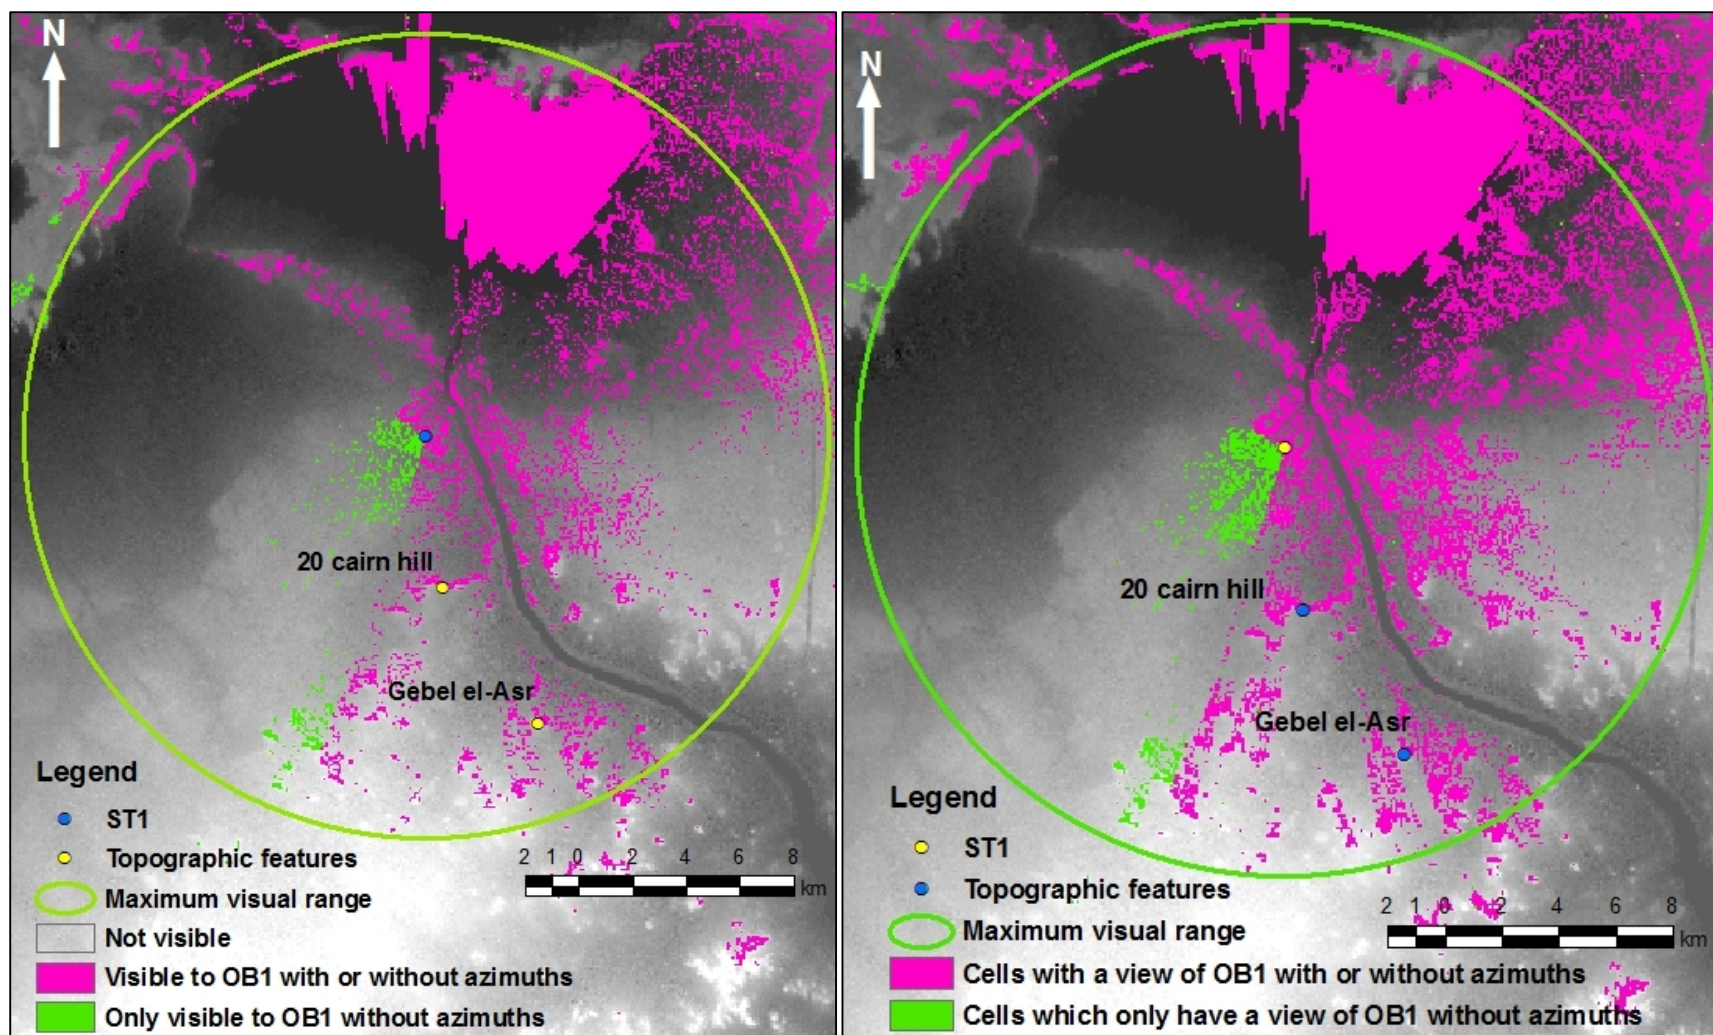 N
20 cairn hill
Gebel el-Asr
Legend
ST1
Topographic features
Maximum visual range
Not visible
Visible to OB1 with or without azimuths
Only visible to OB1 without azimuths
2 1 0 2 4 6 8
km
N
20 cairn hill
Gebel el-Asr
Legend
ST1
Topographic features
Maximum visual range
Cells with a view of OB1 with or without azimuths
Cells which only have a view of OB1 without azimuths
2 1 0 2 4 6 8
km